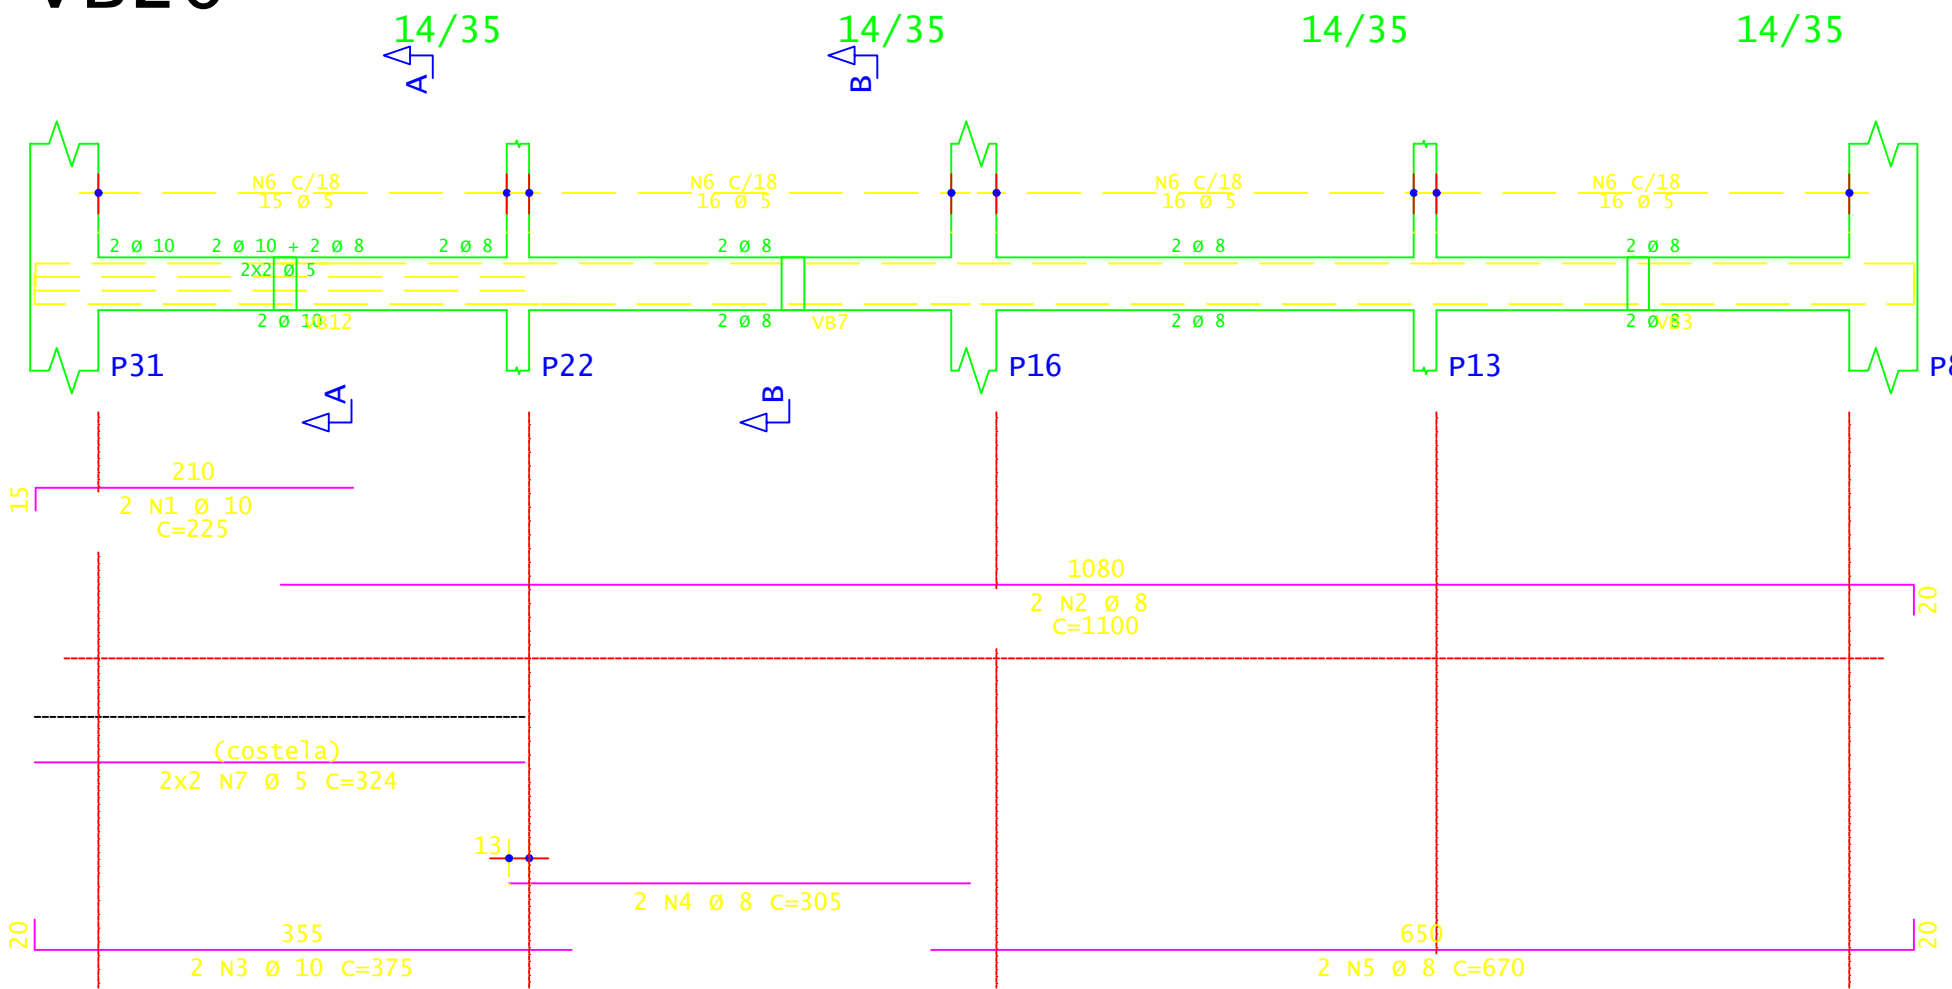 14/35 14/35 14/35 14/35
A B
N6 C/18 N6 C/18 N6 C/18 N6 C/18
15 Ø 5 16 Ø 5 16 Ø 5 16 Ø 5
2 Ø 10 2 Ø 10 + 2 Ø 8 2 Ø 8 2 Ø 8 2 Ø 8 2 Ø 8
2x2 Ø 5
2 Ø 10 VB12 2 Ø 8 VB7 2 Ø 8 2 Ø 8 VB3
P31 P22 P16 P13
A B
210
15
2 N1 Ø 10
C=225
1080
2 N2 Ø 8
20
C=1100
(costela)
2x2 N7 Ø 5 C=324
13
2 N4 Ø 8 C=305
20 355 650 20
2 N3 Ø 10 C=375 2 N5 Ø 8 C=670